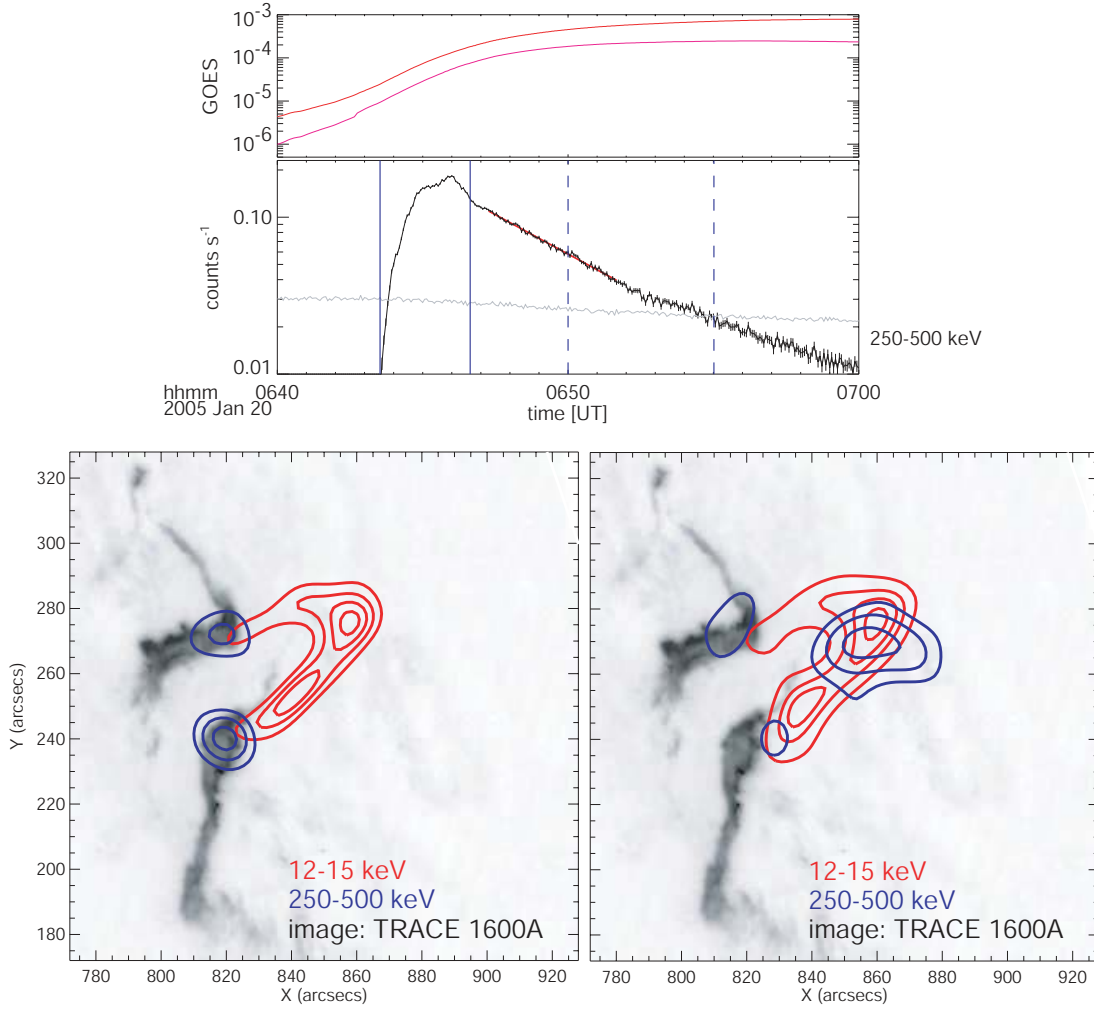 10-3
10-4
10-5
10-6
GOES
0.10
0.01
counts s-1
250-500 keV
hhmm 0640 0650 0700
2005 Jan 20
time [UT]
320
300
280
260
240
220
200
180
Y (arcsecs)
12-15 keV
250-500 keV
image: TRACE 1600A
780 800 820 840 860 880 900 920
X (arcsecs)
12-15 keV
250-500 keV
image: TRACE 1600A
780 800 820 840 860 880 900 920
X (arcsecs)